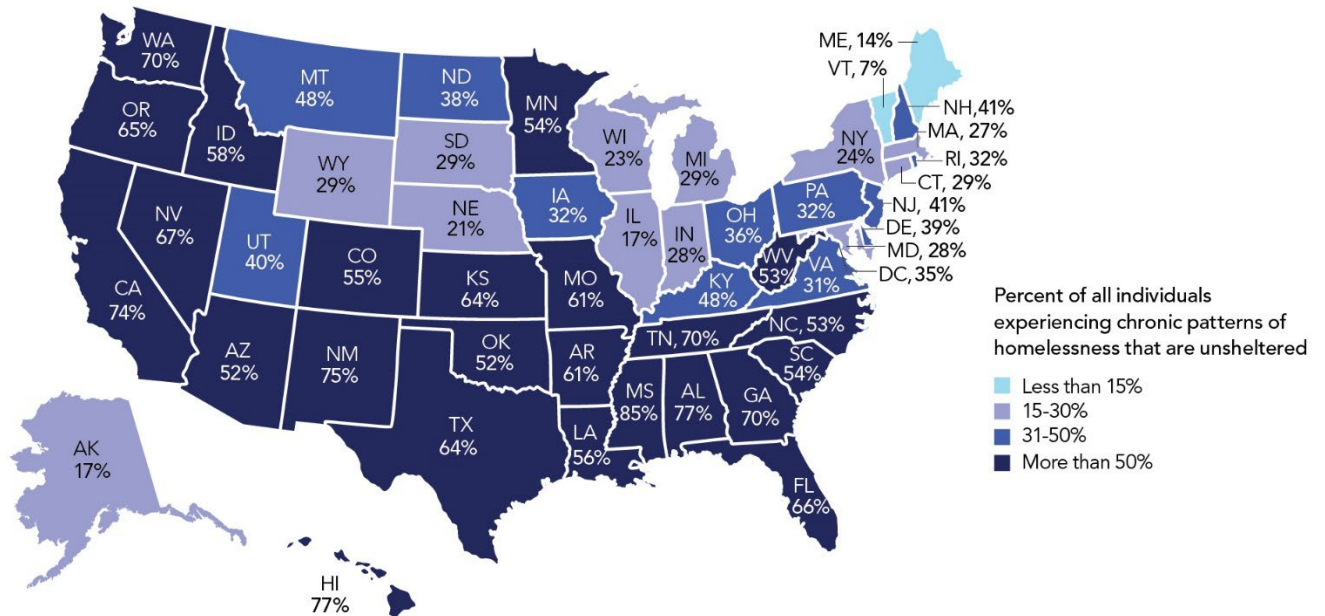 WA
70%
MT
48%
ND
38%
MN
54%
ME, 14%
VT, 7%
NH, 41%
MA, 27%
RI, 32%
CT, 29%
NJ, 41%
DE, 39%
MD, 28%
DC, 35%
OR
65%
ID
58%
WY
29%
SD
29%
WI
23%
MI
29%
NY
24%
NV
67%
UT
40%
CO
55%
NE
21%
IA
32%
IL
17%
IN
28%
OH
36%
PA
32%
WV
53%
VA
31%
KY
48%
CA
74%
AZ
52%
NM
75%
KS
64%
MO
61%
OK
52%
AR
61%
TN, 70%
NC, 53%
SC
54%
TX
64%
LA
56%
MS
85%
AL
77%
GA
70%
FL
66%
AK
17%
HI
77%
Percent of all individuals
experiencing chronic patterns of
homelessness that are unsheltered
Less than 15%
15-30%
31-50%
More than 50%